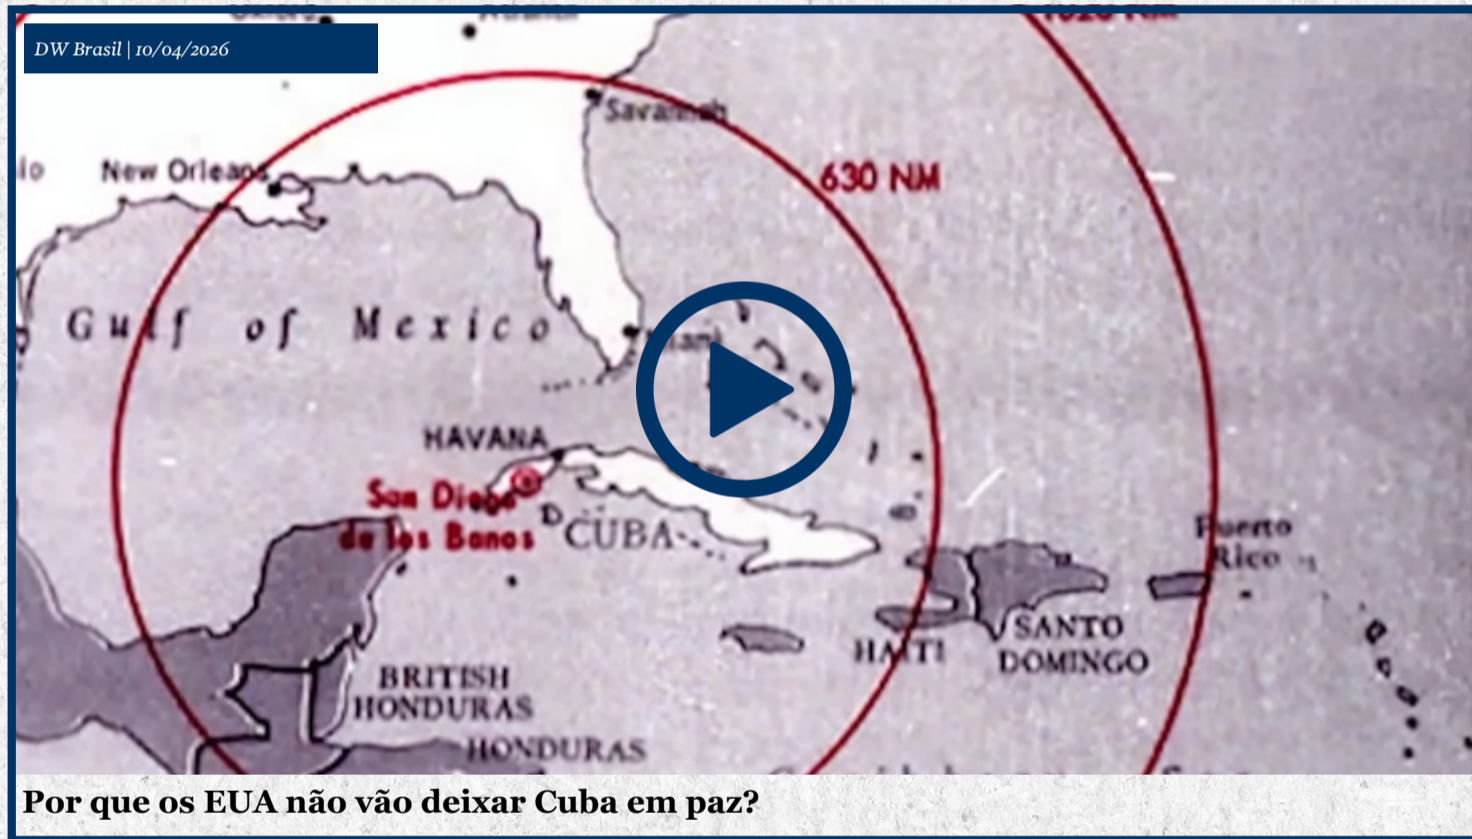 DW Brasil | 10/04/2026
1020 NM
Savannah
New Orleans
630 NM
Gulf of Mexico
HAVANA
San Diego
de los Banos
CUBA
Puerto
Rico
HAITI
SANTO
DOMINGO
BRITISH
HONDURAS
HONDURAS
Por que os EUA não vão deixar Cuba em paz?